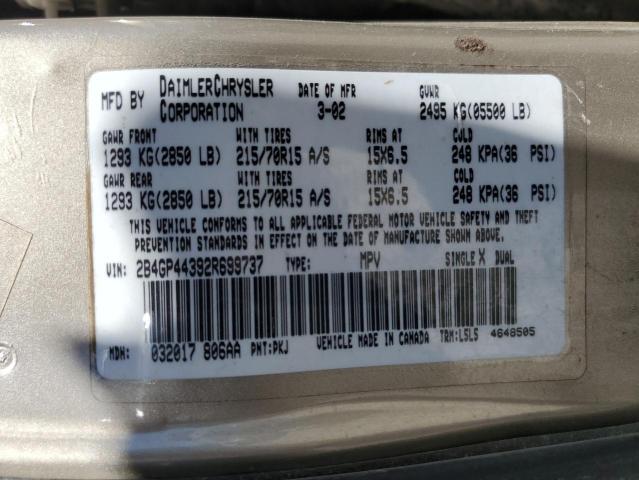 MFD BY DAIMLERCHRYSLER CORPORATION DATE OF MFR 3-02 GVWR 2495 KG(05500 LB)
GAWR FRONT WITH TIRES RIMS AT COLD
1293 KG(2850 LB) 215/70R15 A/S 15X6.5 248 KPA(36 PSI)
GAWR REAR WITH TIRES RIMS AT COLD
1293 KG(2850 LB) 215/70R15 A/S 15X6.5 248 KPA(36 PSI)
THIS VEHICLE CONFORMS TO ALL APPLICABLE FEDERAL MOTOR VEHICLE SAFETY AND THEFT
PREVENTION STANDARDS IN EFFECT ON THE DATE OF MANUFACTURE SHOWN ABOVE.
VIN: 2B4GP44392R699737 TYPE: MPV SINGLE X DUAL
MDH: 032017 806AA PNT:PKJ VEHICLE MADE IN CANADA TRM:L5L5 4648505